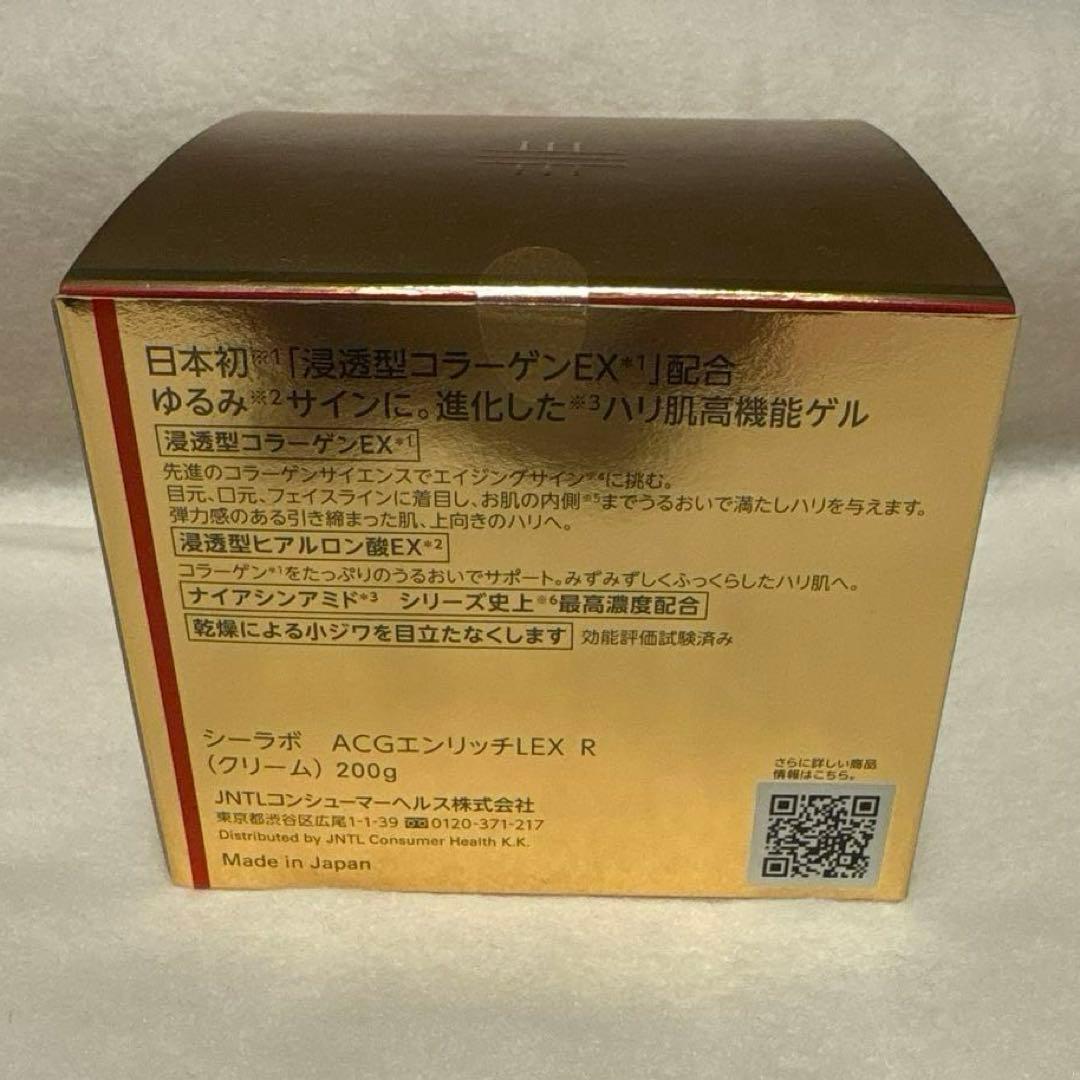 日本初※1「浸透型コラーゲンEX*1」配合
ゆるみ※2サインに。進化した※3ハリ肌高機能ゲル
浸透型コラーゲンEX*1
先進のコラーゲンサイエンスでエイジングサイン※4に挑む。
目元、口元、フェイスラインに着目し、お肌の内側※5までうるおいで満たしハリを与えます。
弾力感のある引き締まった肌、上向きのハリへ。
浸透型ヒアルロン酸EX*2
コラーゲン*1をたっぷりのうるおいでサポート。みずみずしくふっくらしたハリ肌へ。
ナイアシンアミド*3 シリーズ史上※6最高濃度配合
乾燥による小ジワを目立たなくします 効能評価試験済み
シーラボ ACGエンリッチLEX R
(クリーム) 200g
さらに詳しい商品
情報はこちら。
JNTLコンシューマーヘルス株式会社
東京都渋谷区広尾1-1-39 0120-371-217
Distributed by JNTL Consumer Health K.K.
Made in Japan